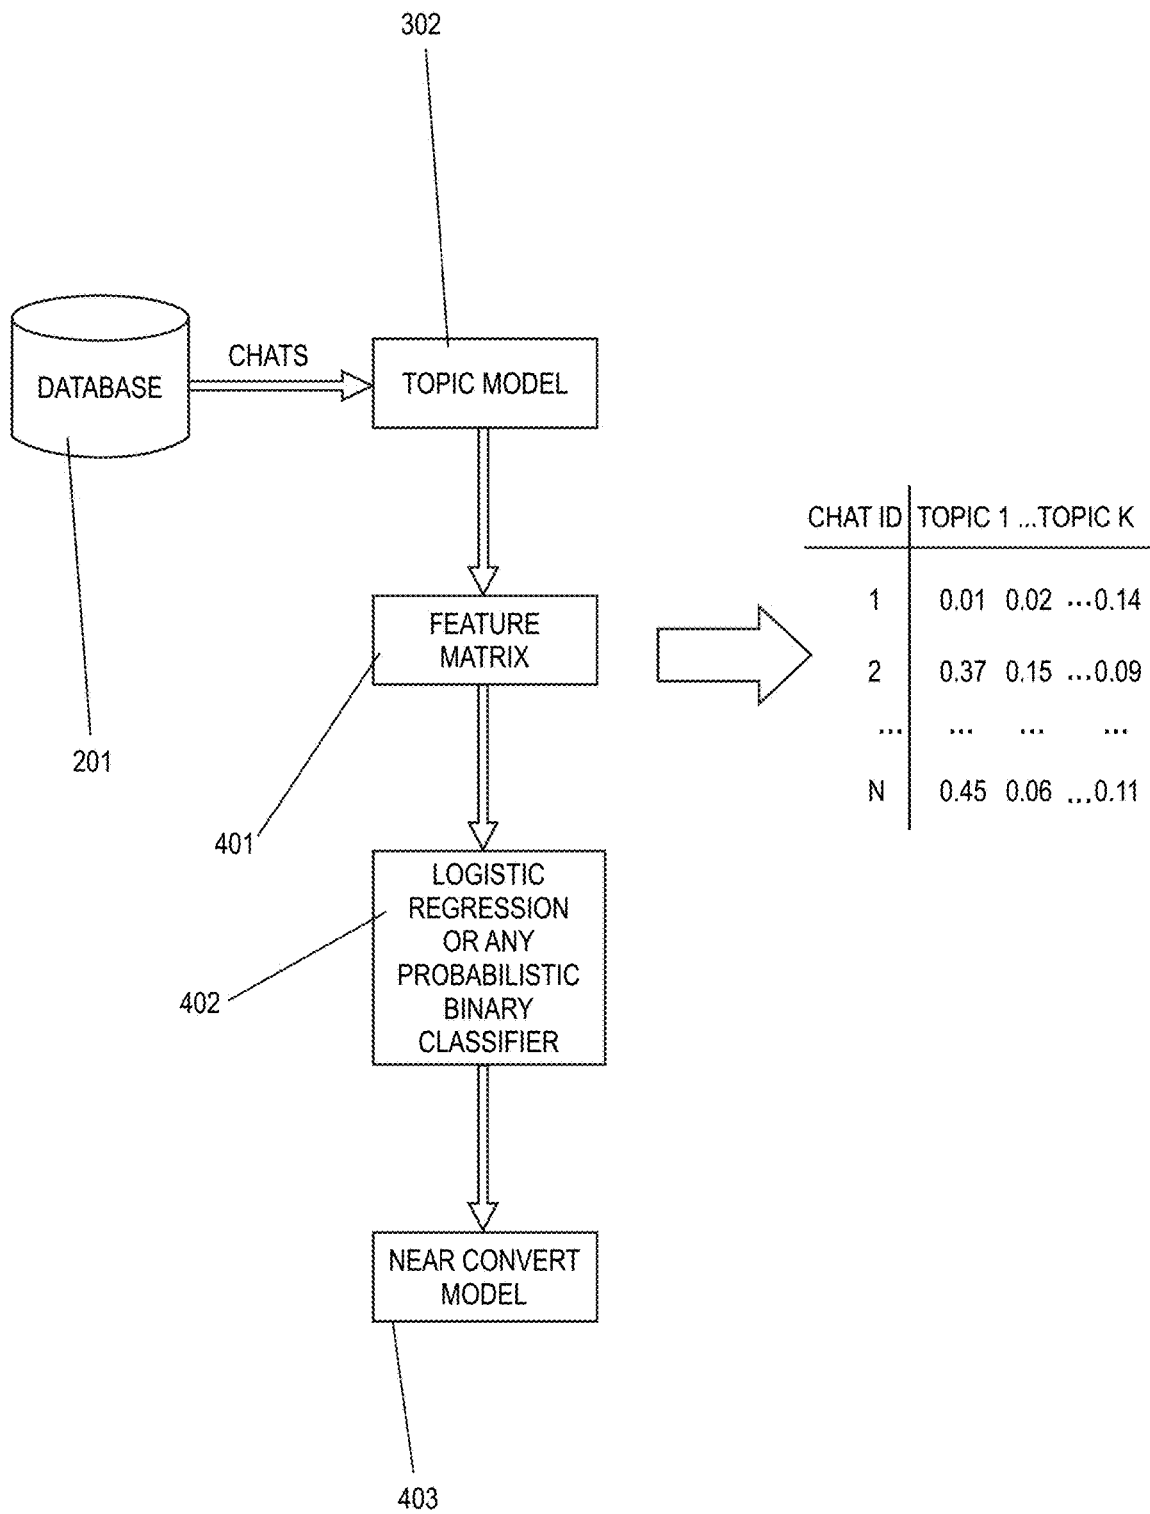 302
CHATS
DATABASE
TOPIC MODEL
CHAT ID TOPIC 1 ...TOPIC K
1 0.01 0.02 ...0.14
FEATURE
MATRIX
2 0.37 0.15 ...0.09
... ... ... ...
201
N 0.45 0.06 ...0.11
401
LOGISTIC
REGRESSION
OR ANY
PROBABILISTIC
BINARY
CLASSIFIER
402
NEAR CONVERT
MODEL
403